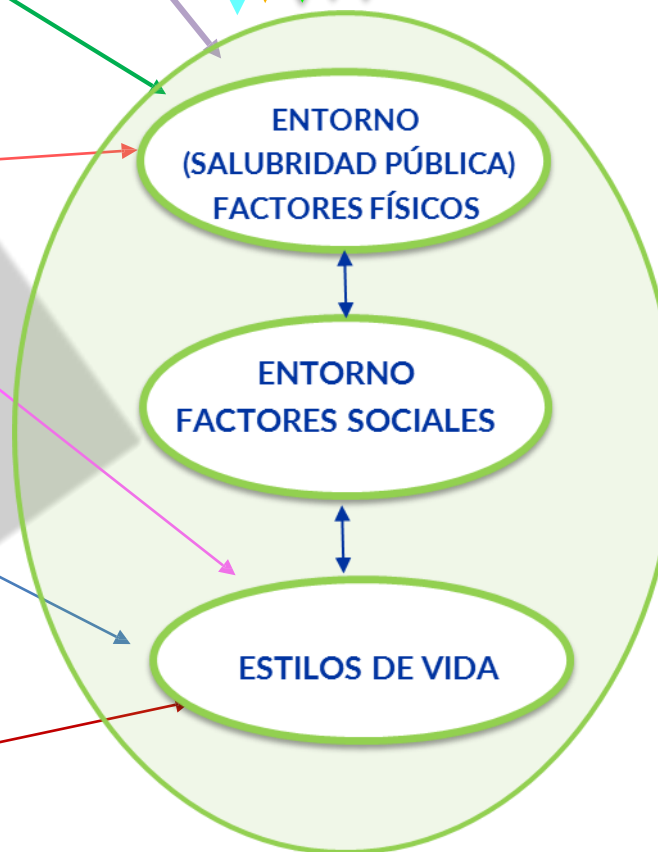 ENTORNO
(SALUBRIDAD PÚBLICA)
FACTORES FÍSICOS
ENTORNO
FACTORES SOCIALES
ESTILOS DE VIDA